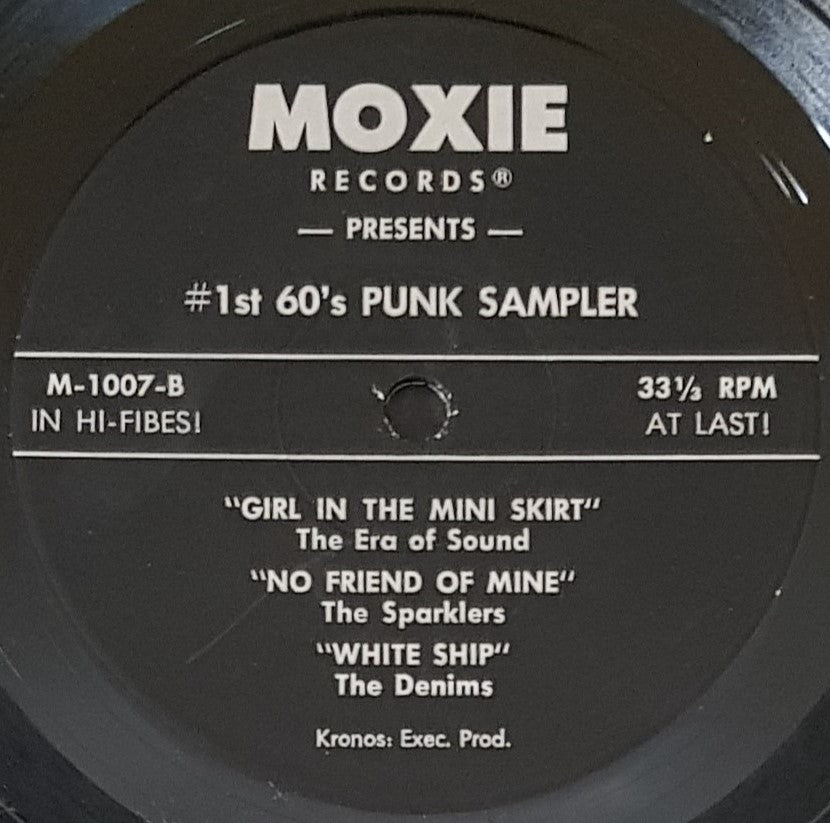 MOXIE
RECORDS®
— PRESENTS —
#1st 60's PUNK SAMPLER
M-1007-B
IN HI-FIBES!
33⅓ RPM
AT LAST!
"GIRL IN THE MINI SKIRT"
The Era of Sound
"NO FRIEND OF MINE"
The Sparklers
"WHITE SHIP"
The Denims
Kronos: Exec. Prod.